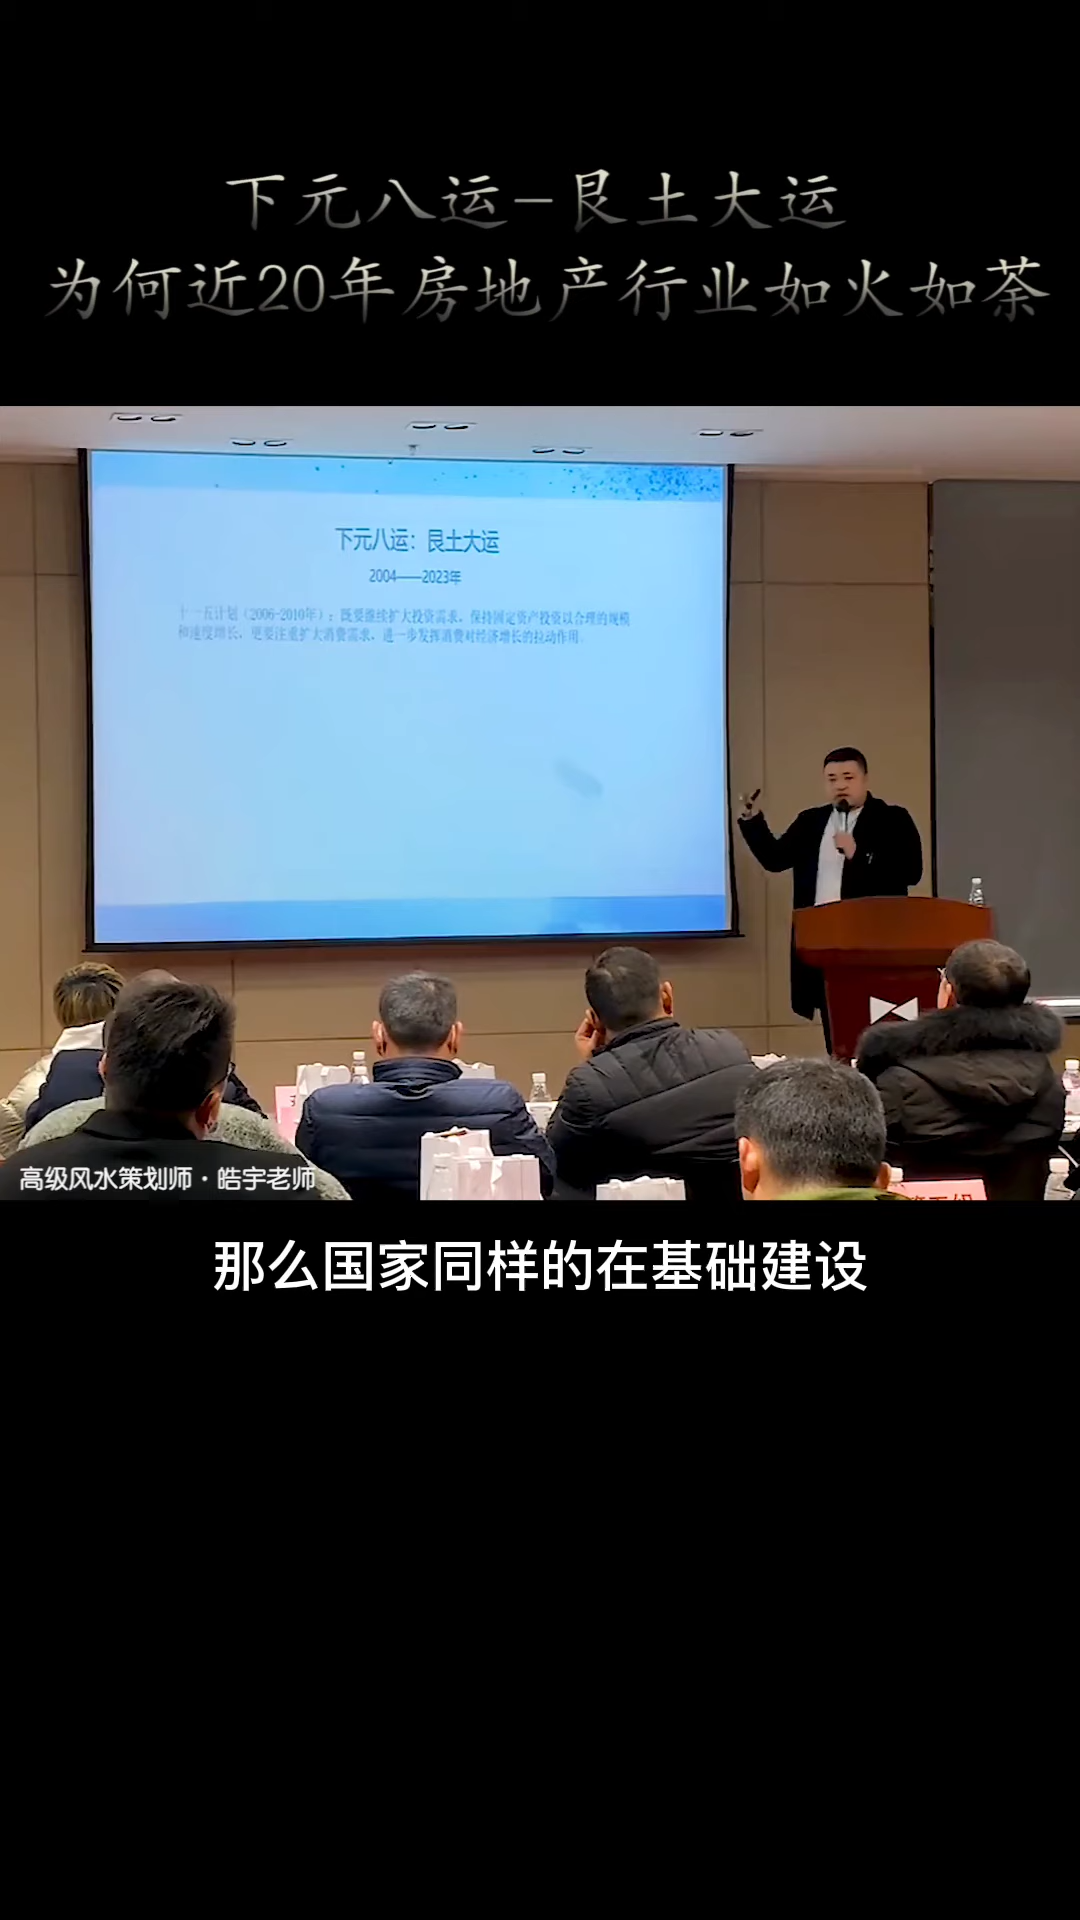 下元八运-艮土大运
为何近20年房地产行业如火如荼
下元八运：艮土大运
2004——2023年
十一五计划（2006-2010年）：既要继续扩大投资需求，保持固定资产投资以合理的规模
和速度增长，更要注重扩大消费需求，进一步发挥消费对经济增长的拉动作用。
高级风水策划师·皓宇老师
那么国家同样的在基础建设